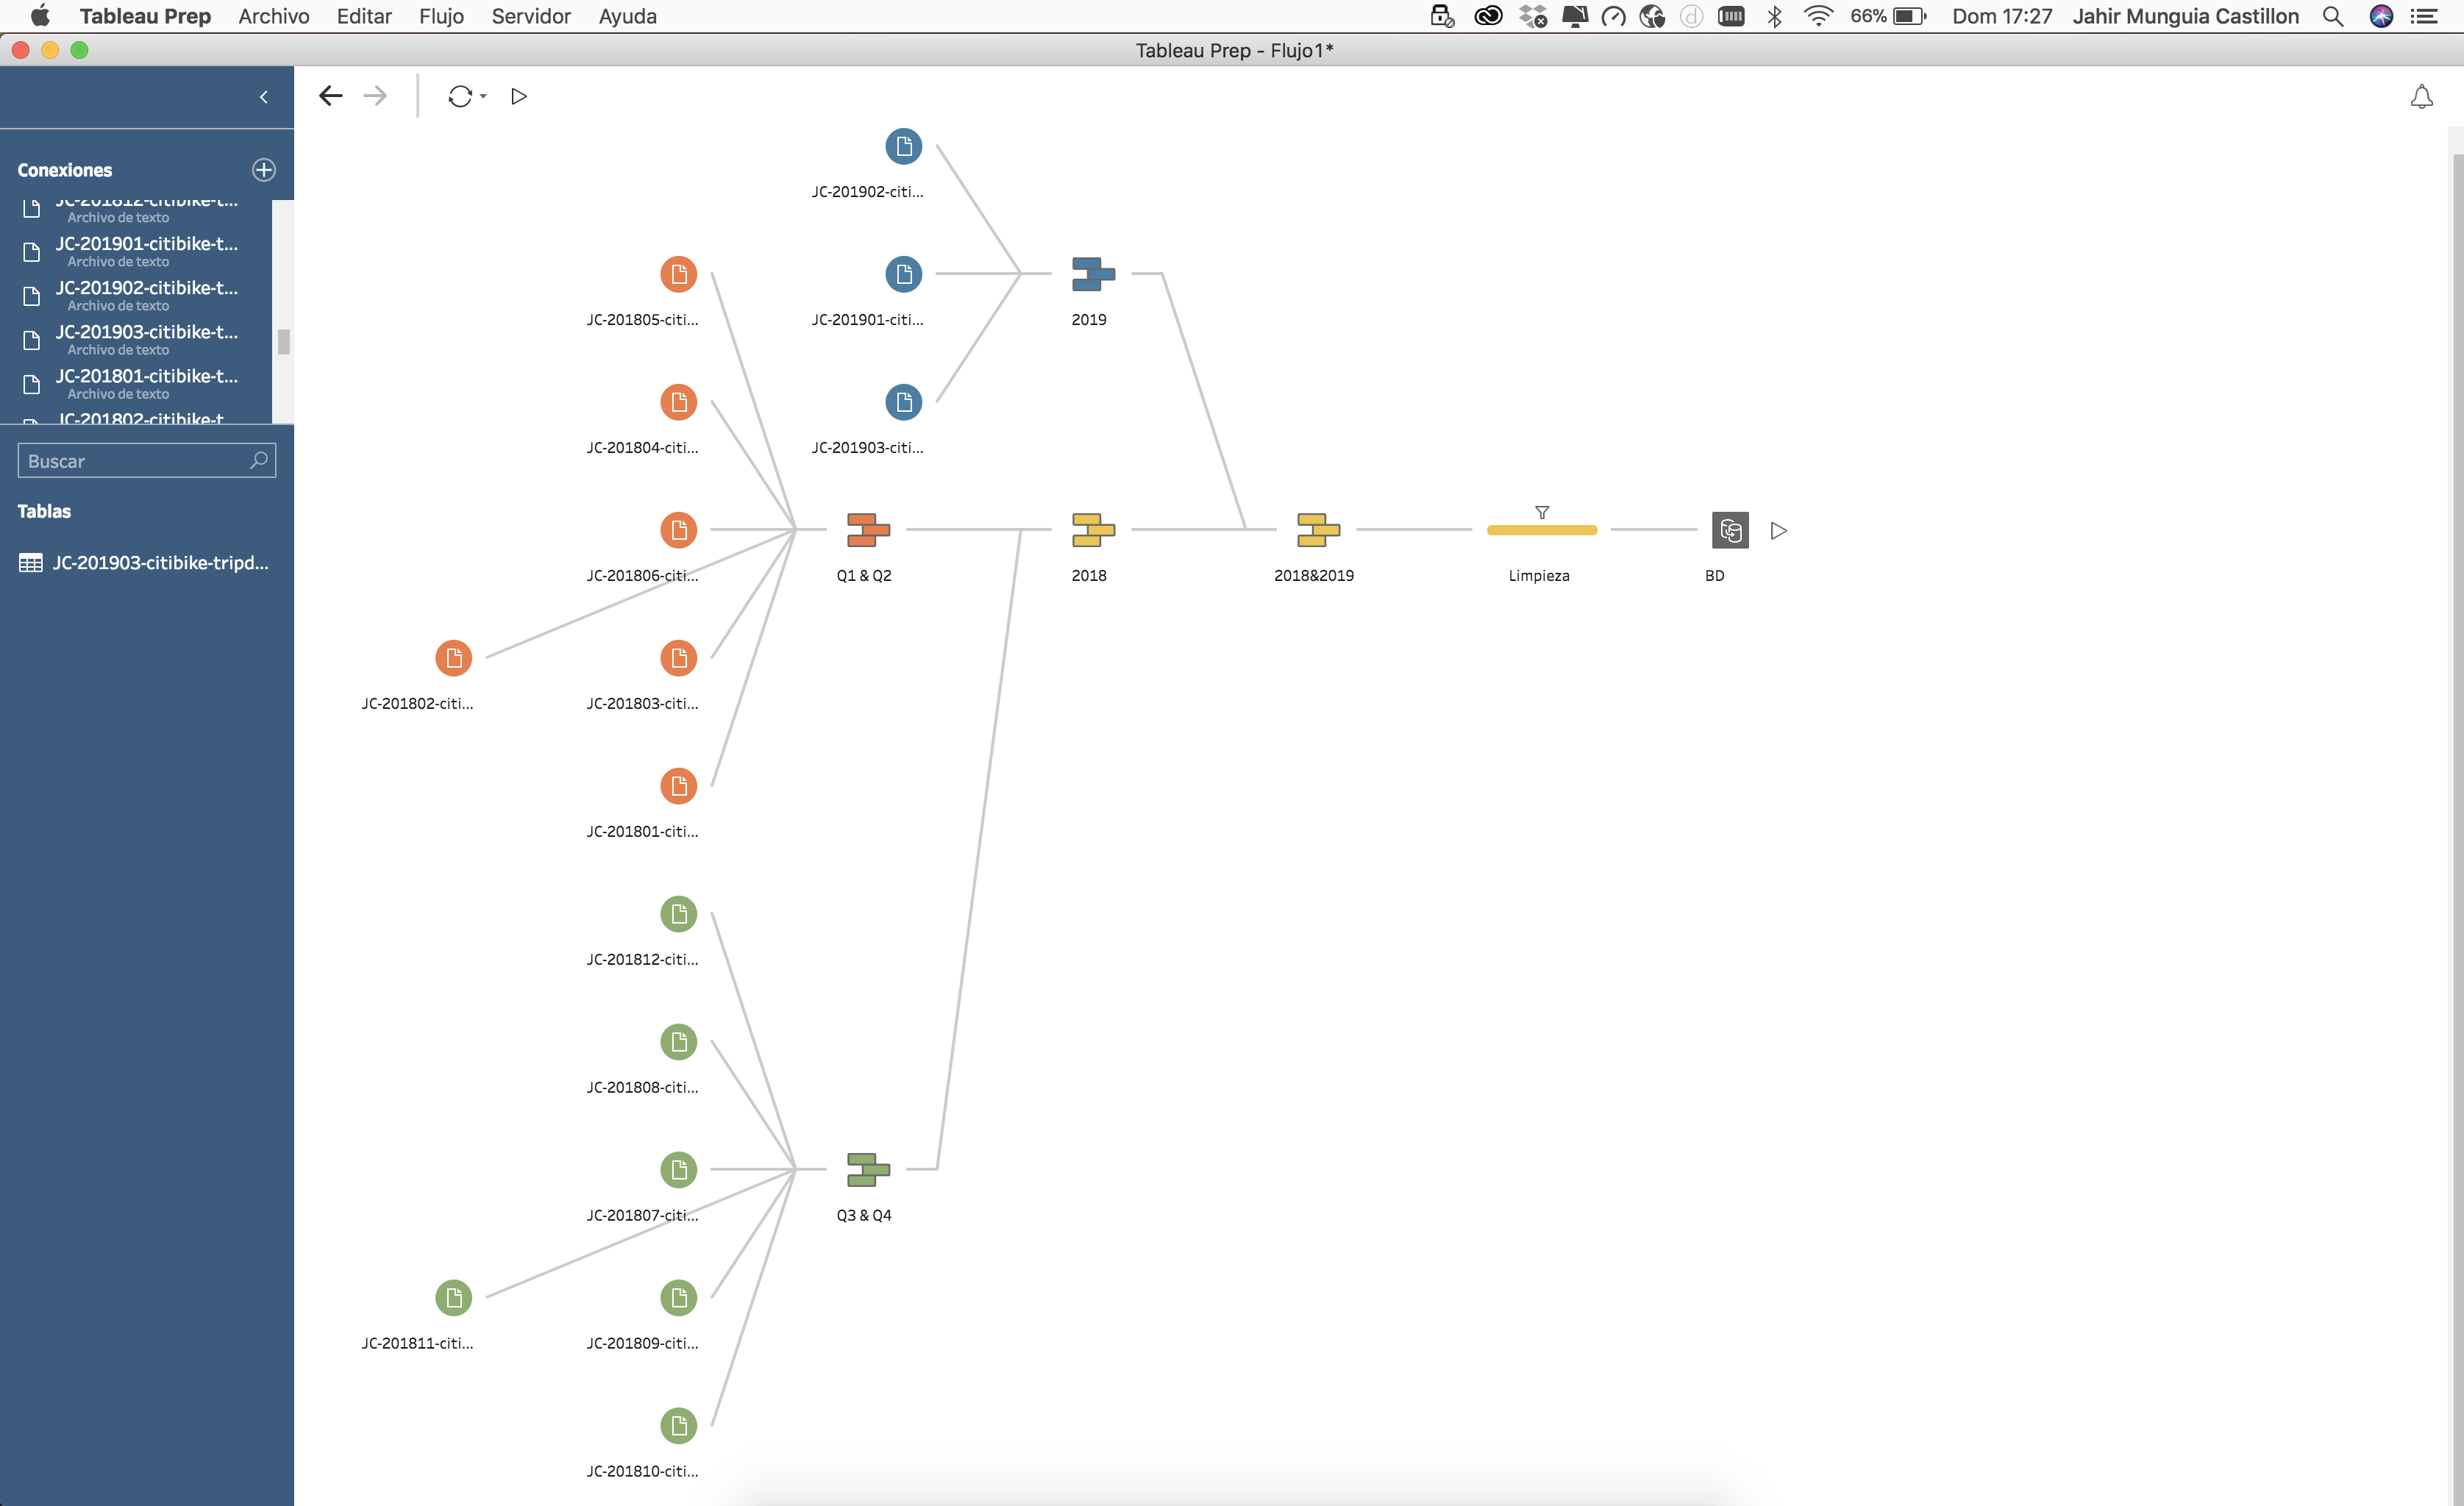 Tableau Prep Archivo Editar Flujo Servidor Ayuda 66% Dom 17:27 Jahir Munguia Castillon
Tableau Prep - Flujo1*
Conexiones
JC-201812-citibike-t...
Archivo de texto
JC-201901-citibike-t...
Archivo de texto
JC-201902-citibike-t...
Archivo de texto
JC-201903-citibike-t...
Archivo de texto
JC-201801-citibike-t...
Archivo de texto
JC-201802-citibike-t
Buscar
Tablas
JC-201903-citibike-tripd...
JC-201902-citi...
JC-201805-citi...
JC-201901-citi...
2019
JC-201804-citi...
JC-201903-citi...
JC-201806-citi...
Q1 & Q2
2018
2018&2019
Limpieza
BD
JC-201802-citi...
JC-201803-citi...
JC-201801-citi...
JC-201812-citi...
JC-201808-citi...
JC-201807-citi...
Q3 & Q4
JC-201811-citi...
JC-201809-citi...
JC-201810-citi...